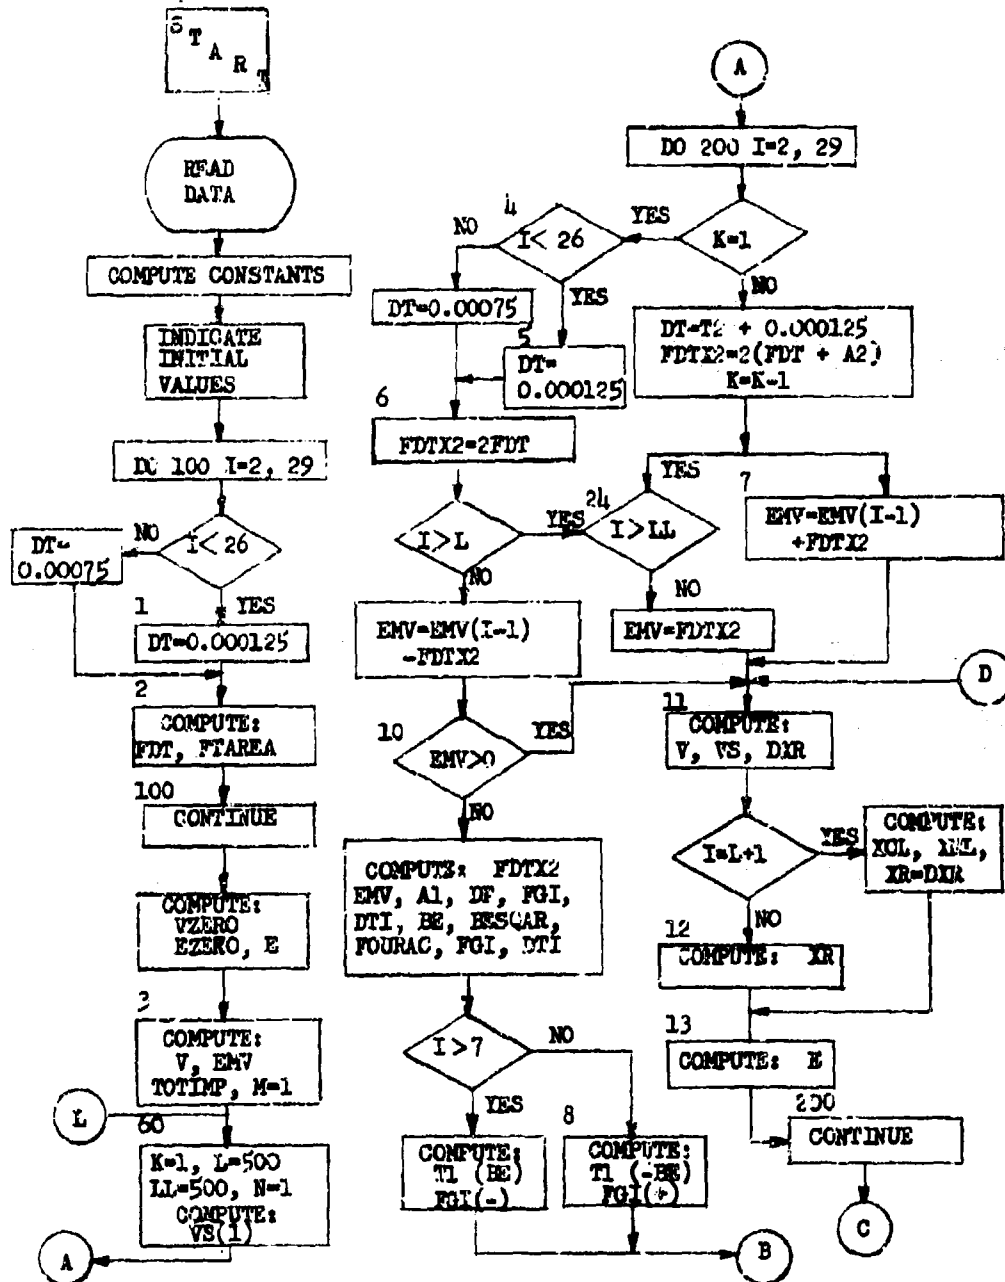 START
READ
DATA
COMPUTE CONSTANTS
INDICATE
INITIAL
VALUES
DO 100 I=2, 29
I< 26
NO
DT=
0.00075
YES
1
DT=0.000125
2
COMPUTE:
FDT, FTAREA
100
CONTINUE
COMPUTE:
VZERO
EZERO, E
3
COMPUTE:
V, EMV
TOTIMP, M=1
L
60
K=1, L=500
LL=500, N=1
COMPUTE:
VS(1)
A
A
DO 200 I=2, 29
K=1
YES
NO
4
I< 26
NO
YES
DT=0.00075
5
DT=
0.000125
DT=T2 + 0.000125
FDTX2=2(FDT + A2)
K=K-1
6
FDTX2=2FDT
I>L
YES
NO
24
I>LL
YES
NO
7
EMV=EMV(I-1)
+FDTX2
EMV=FDTX2
EMV=EMV(I-1)
-FDTX2
D
10
EMV>0
YES
NO
11
COMPUTE:
V, VS, DXR
I=L+1
YES
NO
COMPUTE:
XCL, XNL,
XR=DXR
COMPUTE: FDTX2
EMV, A1, DF, FGI,
DTI, BE, BESQAR,
FOURAC, FGI, DTI
12
COMPUTE: XR
13
COMPUTE: E
I>7
NO
YES
8
COMPUTE:
T1 (BE)
FGI(-)
COMPUTE:
T1 (-BE)
FGI(+)
B
200
CONTINUE
C